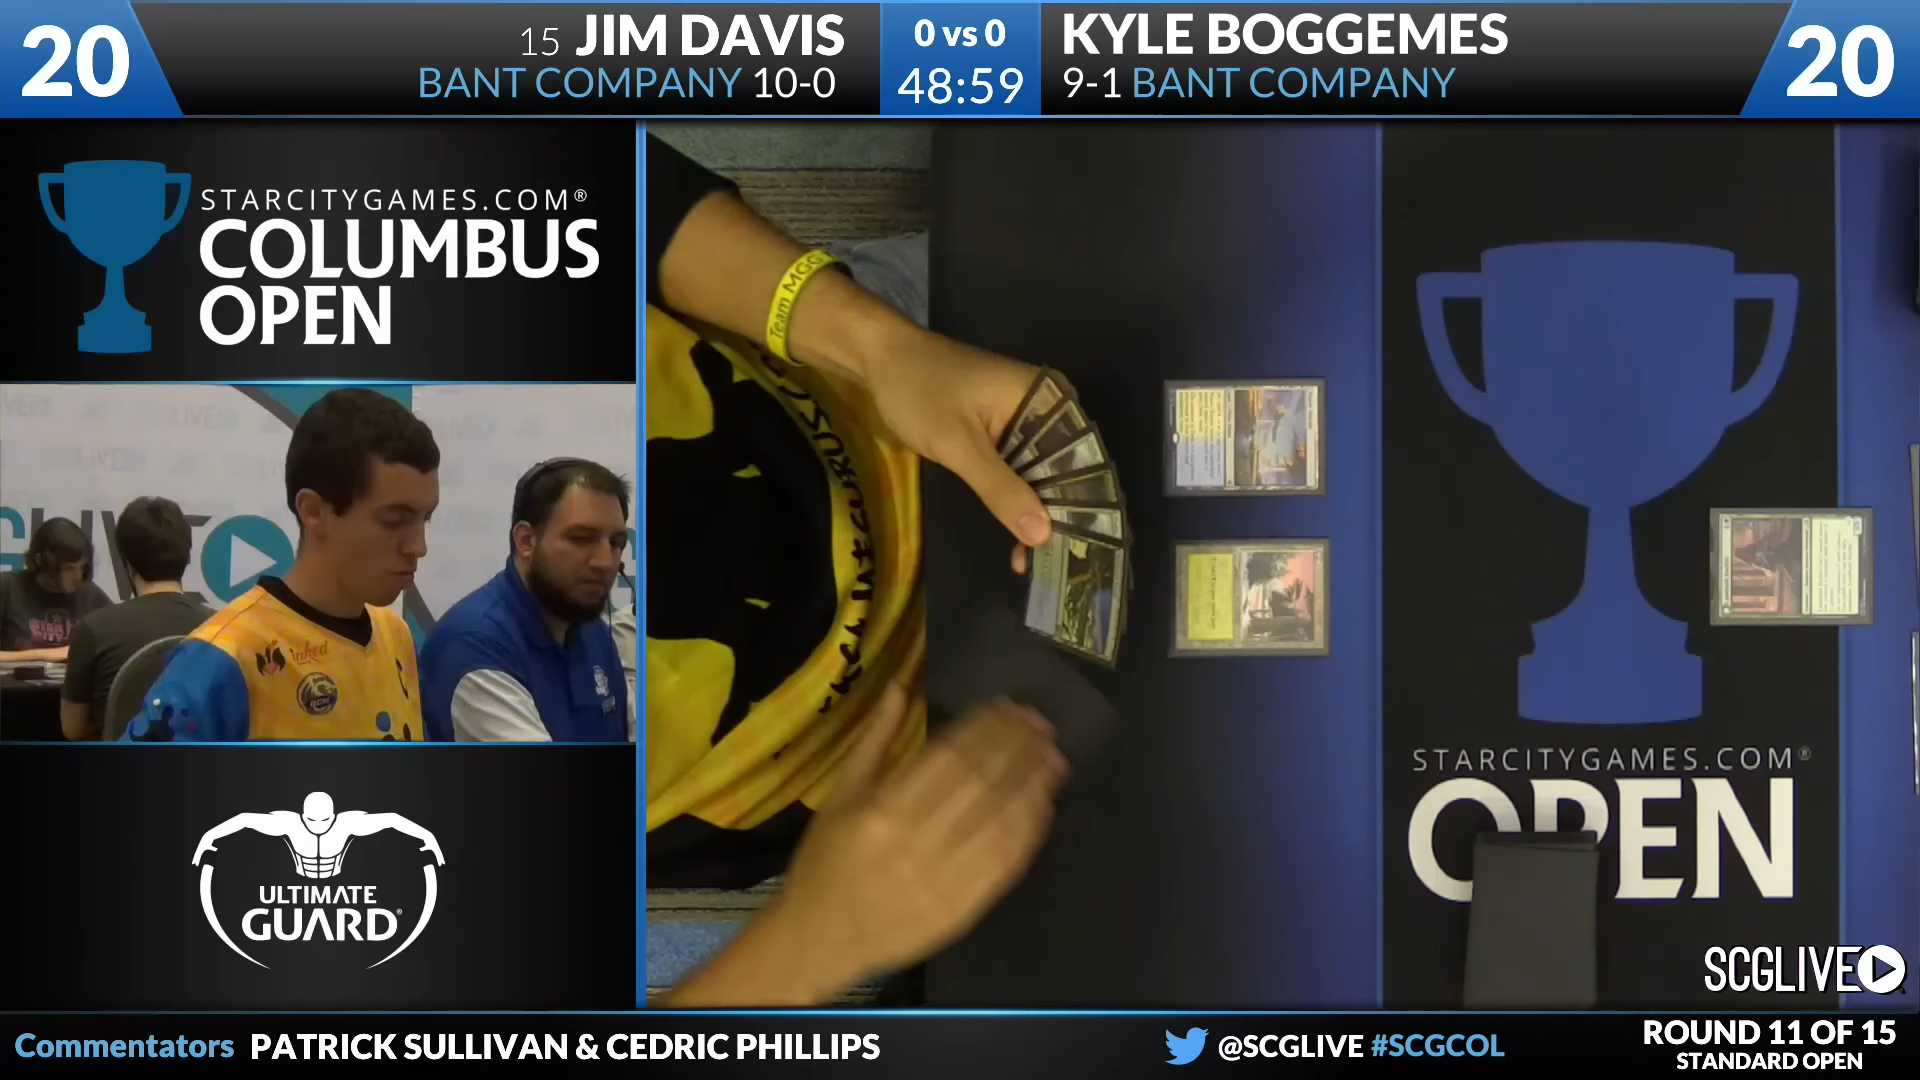 20
15 JIM DAVIS
BANT COMPANY 10-0
0 vs 0
48:59
KYLE BOGGEMES
9-1 BANT COMPANY
20
STARCITYGAMES.COM®
COLUMBUS
OPEN
Team MGG
inked
ULTIMATE
GUARD®
STARCITYGAMES.COM®
OPEN
SCGLIVE
Commentators PATRICK SULLIVAN & CEDRIC PHILLIPS
@SCGLIVE #SCGCOL
ROUND 11 OF 15
STANDARD OPEN